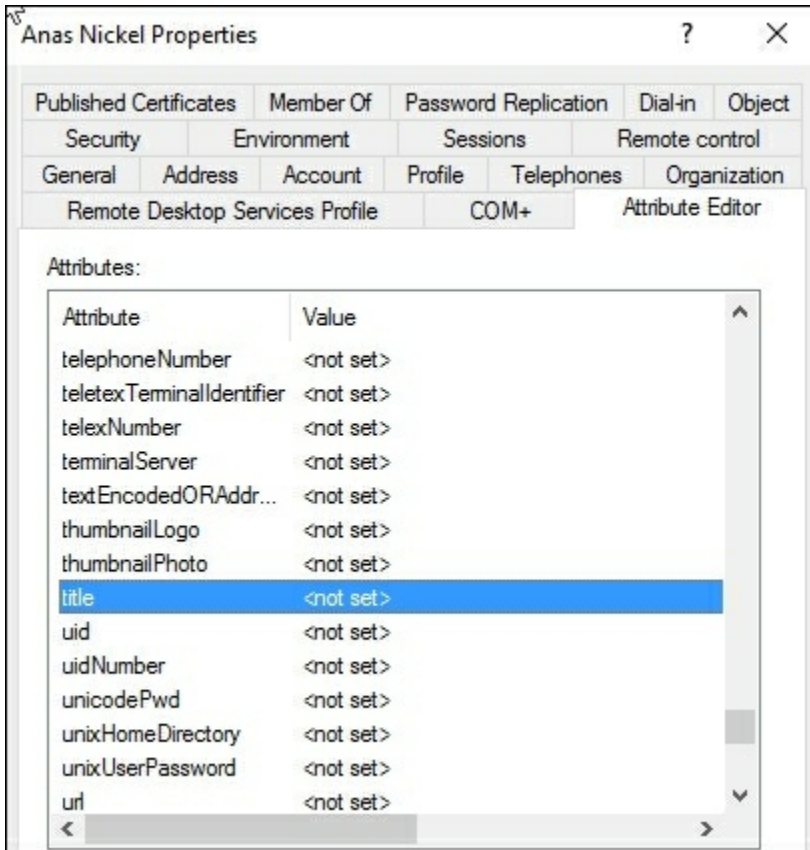 Anas Nickel Properties ?
Published Certificates Member Of Password Replication Dial-in Object
Security Environment Sessions Remote control
General Address Account Profile Telephones Organization
Remote Desktop Services Profile COM+ Attribute Editor
Attributes:
Attribute Value
telephoneNumber <not set>
teletexTerminalIdentifier <not set>
telexNumber <not set>
terminalServer <not set>
textEncodedORAddr... <not set>
thumbnailLogo <not set>
thumbnailPhoto <not set>
title <not set>
uid <not set>
uidNumber <not set>
unicodePwd <not set>
unixHomeDirectory <not set>
unixUserPassword <not set>
url <not set>